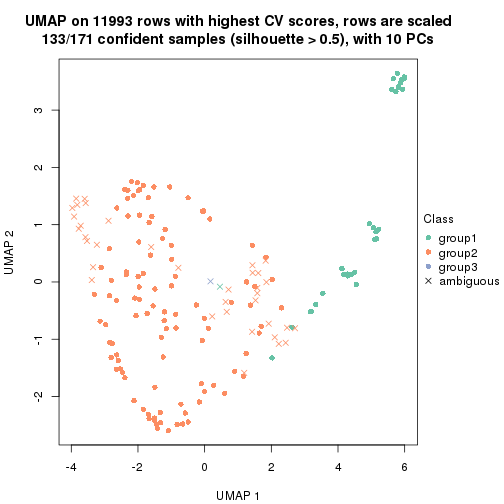 UMAP on 11993 rows with highest CV scores, rows are scaled
133/171 confident samples (silhouette > 0.5), with 10 PCs
3
2
1
0
-1
-2
UMAP 2
-4
-2
0
2
4
6
UMAP 1
Class
group1
group2
group3
ambiguous